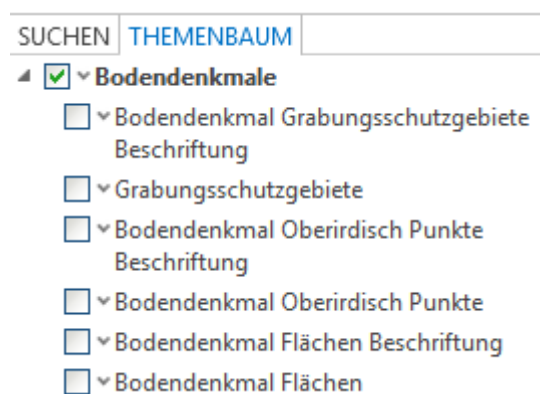 SUCHEN THEMENBAUM
Bodendenkmale
Bodendenkmal Grabungsschutzgebiete
Beschriftung
Grabungsschutzgebiete
Bodendenkmal Oberirdisch Punkte
Beschriftung
Bodendenkmal Oberirdisch Punkte
Bodendenkmal Flächen Beschriftung
Bodendenkmal Flächen